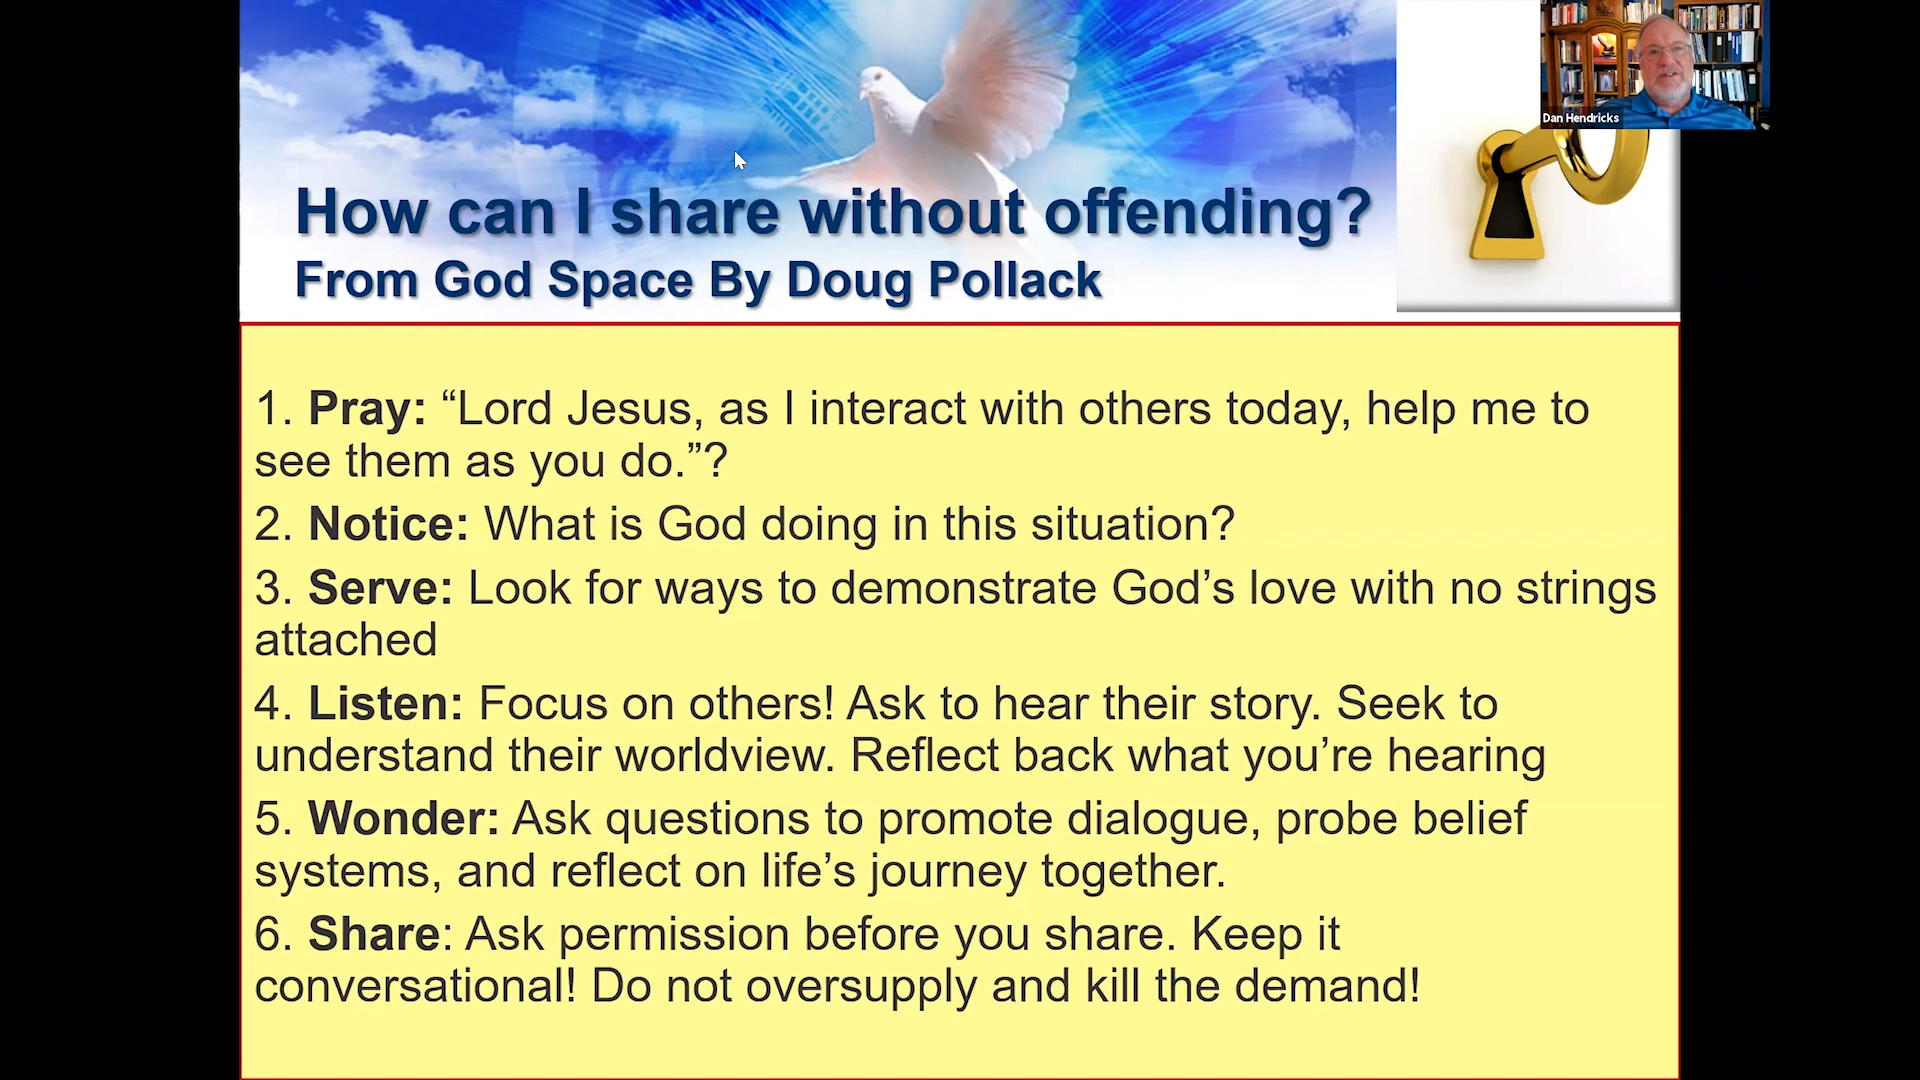 Dan Hendricks
How can I share without offending?
From God Space By Doug Pollack
1. Pray: “Lord Jesus, as I interact with others today, help me to
see them as you do.”?
2. Notice: What is God doing in this situation?
3. Serve: Look for ways to demonstrate God’s love with no strings
attached
4. Listen: Focus on others! Ask to hear their story. Seek to
understand their worldview. Reflect back what you’re hearing
5. Wonder: Ask questions to promote dialogue, probe belief
systems, and reflect on life’s journey together.
6. Share: Ask permission before you share. Keep it
conversational! Do not oversupply and kill the demand!